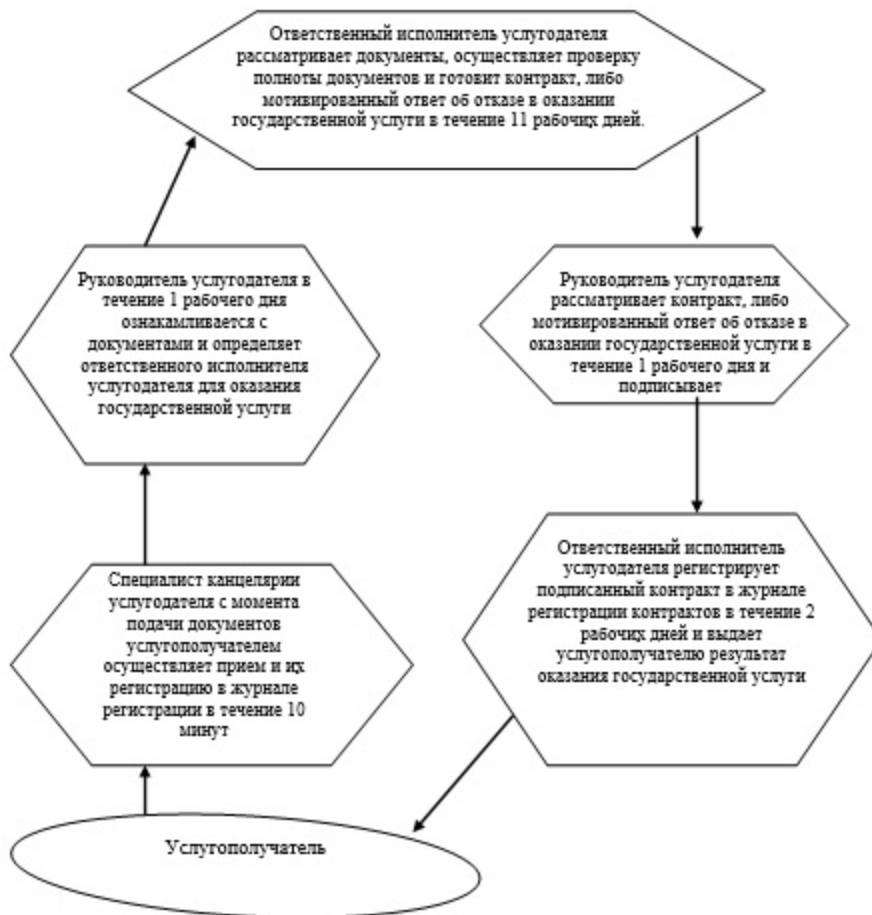 Ответственный исполнитель услугодателя
рассматривает документы, осуществляет проверку
полноты документов и готовит контракт, либо
мотивированный ответ об отказе в оказании
государственной услуги в течение 11 рабочих дней.
Руководитель услугодателя в
течение 1 рабочего дня
ознакамливается с
документами и определяет
ответственного исполнителя
услугодателя для оказания
государственной услуги
Руководитель услугодателя
рассматривает контракт, либо
мотивированный ответ об отказе в
оказании государственной услуги в
течение 1 рабочего дня и
подписывает
Специалист канцелярии
услугодателя с момента
подачи документов
услугополучателем
осуществляет прием и их
регистрацию в журнале
регистрации в течение 10
минут
Ответственный исполнитель
услугодателя регистрирует
подписанный контракт в журнале
регистрации контрактов в течение 2
рабочих дней и выдает
услугополучателю результат
оказания государственной услуги
Услугополучатель